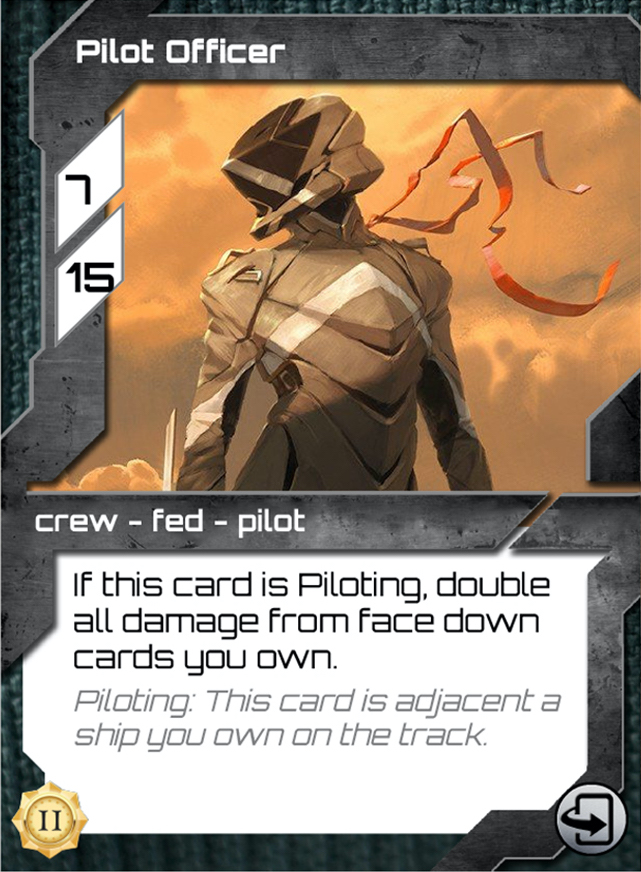 Pilot Officer
7
15
crew - fed - pilot
If this card is Piloting, double
all damage from face down
cards you own.
Piloting: This card is adjacent a
ship you own on the track.
II